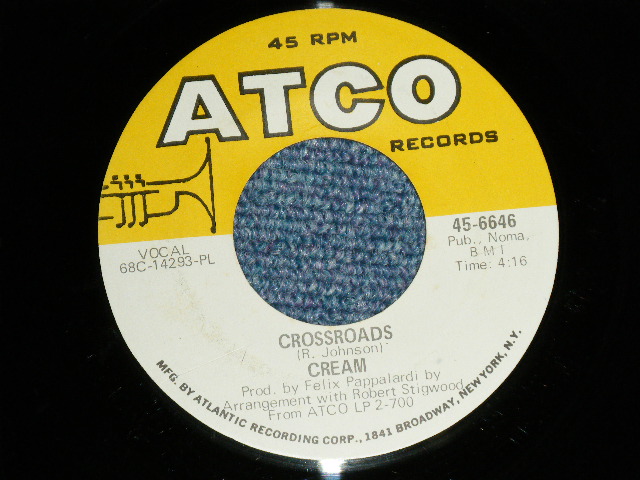 45 RPM
ATCO
RECORDS
VOCAL
68C-14293-PL
45-6646
Pub., Noma,
B M I
Time: 4:16
CROSSROADS
(R. Johnson)
CREAM
Prod. by Felix Pappalardi by
Arrangement with Robert Stigwood
From ATCO LP 2-700
MFG. BY ATLANTIC RECORDING CORP., 1841 BROADWAY, NEW YORK, N.Y.